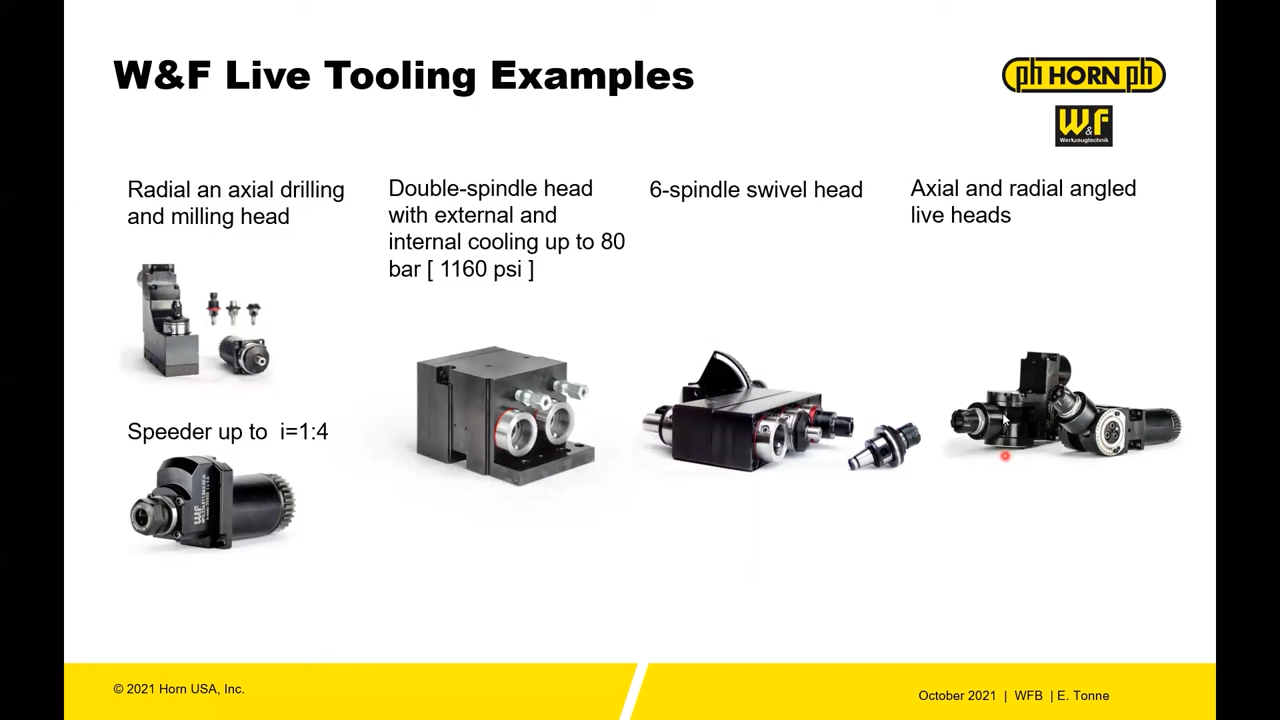 W&F Live Tooling Examples
ph HORN ph
W&F
Werkzeugtechnik
Radial an axial drilling
and milling head
Double-spindle head
with external and
internal cooling up to 80
bar [ 1160 psi ]
6-spindle swivel head
Axial and radial angled
live heads
Speeder up to i=1:4
W&F
© 2021 Horn USA, Inc.
October 2021 | WFB | E. Tonne